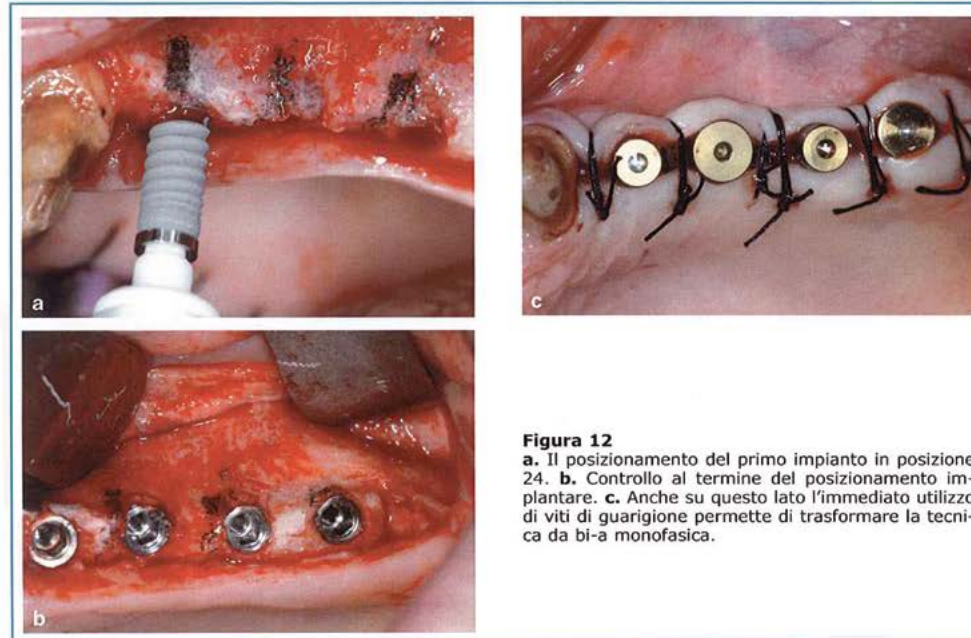 a
b
c
Figura 12
a. Il posizionamento del primo impianto in posizione
24. b. Controllo al termine del posizionamento im-
plantare. c. Anche su questo lato l'immediato utilizzo
di viti di guarigione permette di trasformare la tecni-
ca da bi-a monofasica.